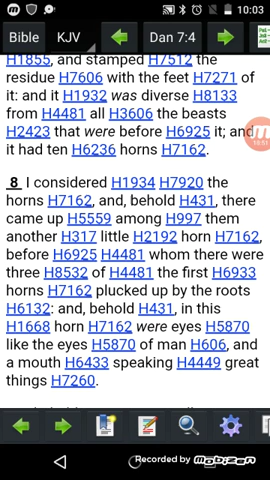 10:03
Bible KJV Dan 7:4
H1855, and stamped H7512 the
residue H7606 with the feet H7271 of
it: and it H1932 was diverse H8133
from H4481 all H3606 the beasts
H2423 that were before H6925 it; and
it had ten H6236 horns H7162.
8 I considered H1934 H7920 the
horns H7162, and, behold H431, there
came up H5559 among H997 them
another H317 little H2192 horn H7162,
before H6925 H4481 whom there were
three H8532 of H4481 the first H6933
horns H7162 plucked up by the roots
H6132: and, behold H431, in this
H1668 horn H7162 were eyes H5870
like the eyes H5870 of man H606, and
a mouth H6433 speaking H4449 great
things H7260.
Recorded by mobizen